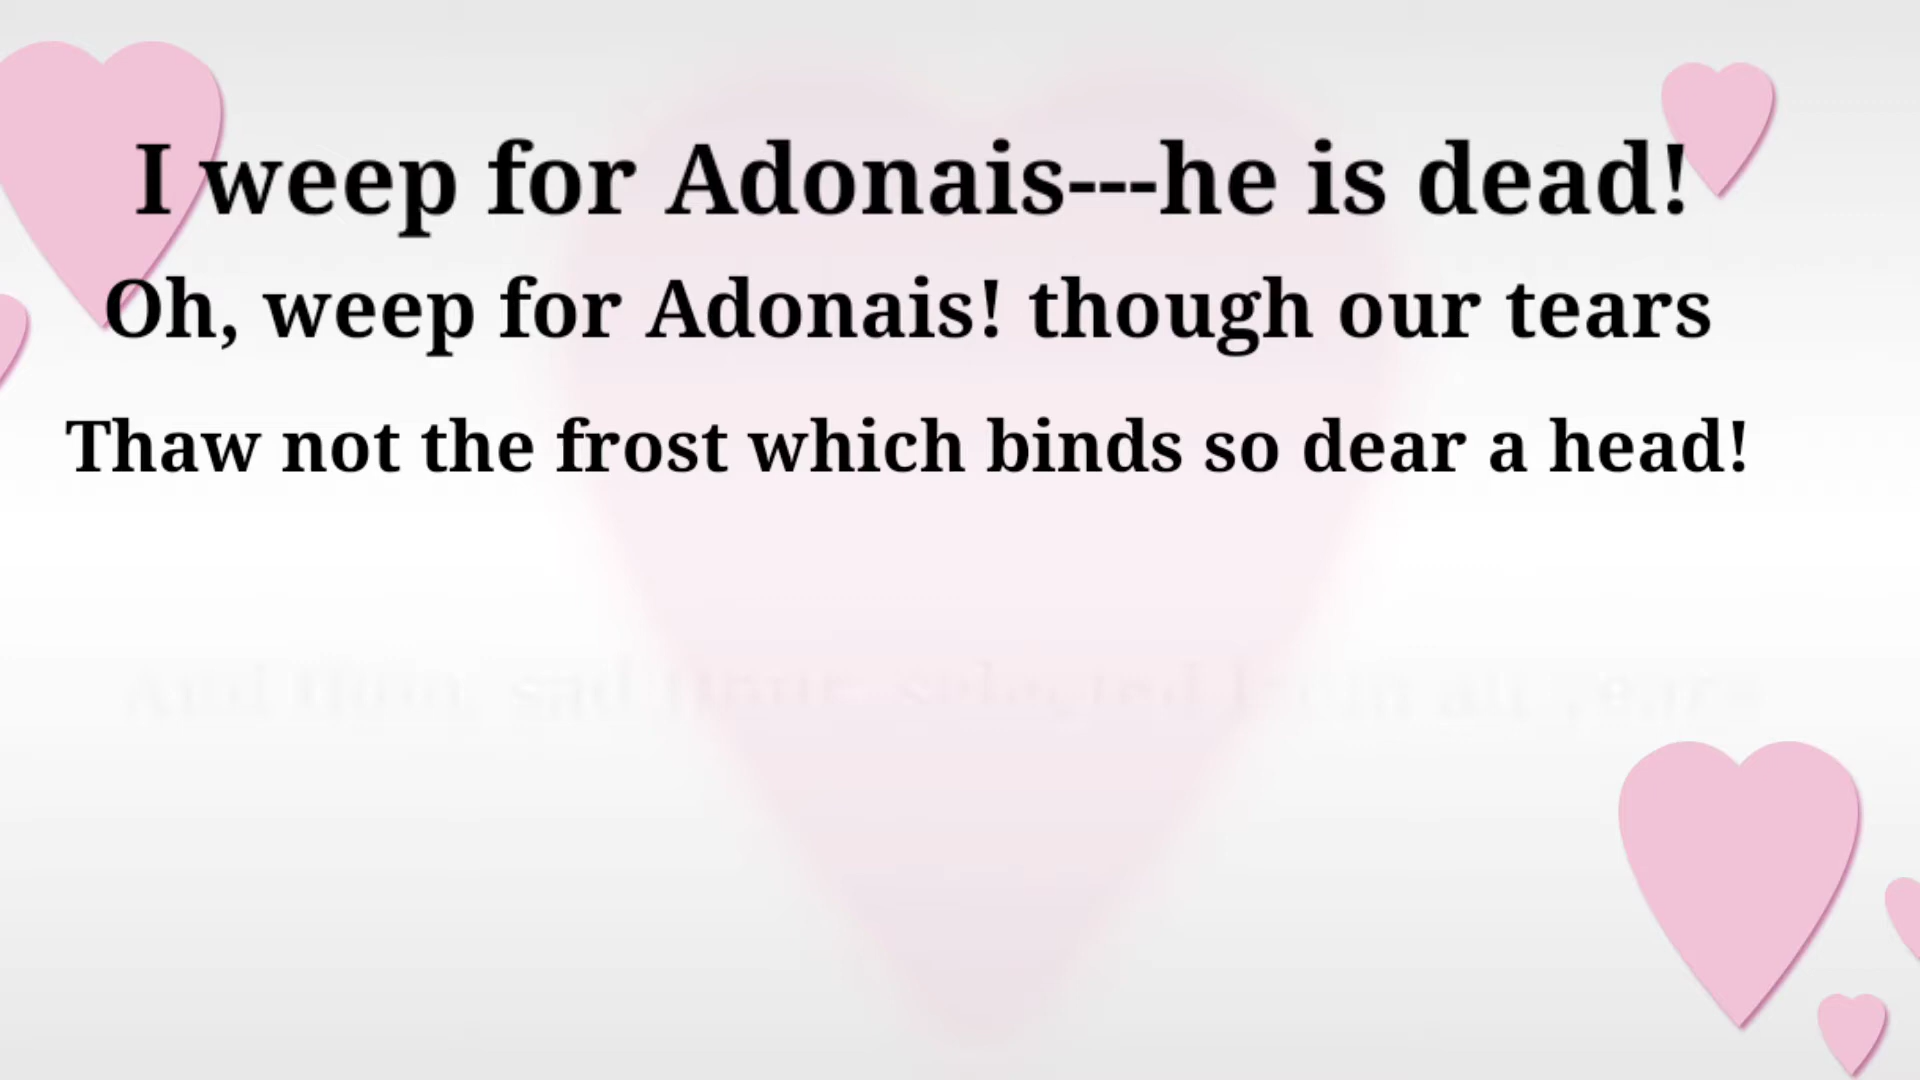 I weep for Adonais---he is dead!
Oh, weep for Adonais! though our tears
Thaw not the frost which binds so dear a head!